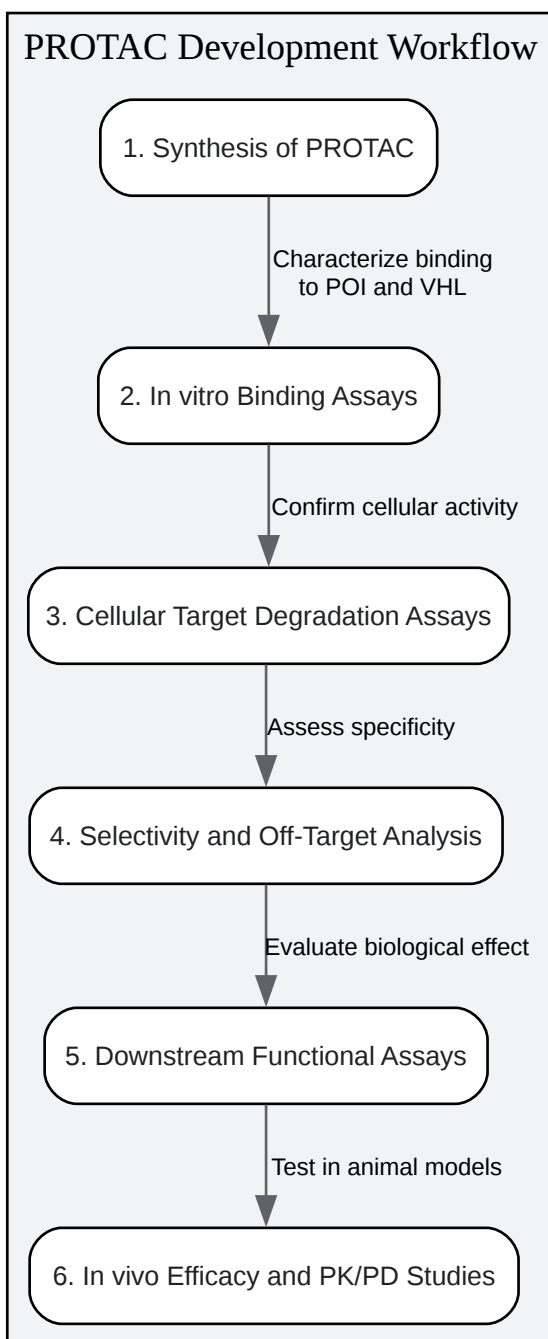 PROTAC Development Workflow
1. Synthesis of PROTAC
Characterize binding
to POI and VHL
2. In vitro Binding Assays
Confirm cellular activity
3. Cellular Target Degradation Assays
Assess specificity
4. Selectivity and Off-Target Analysis
Evaluate biological effect
5. Downstream Functional Assays
Test in animal models
6. In vivo Efficacy and PK/PD Studies